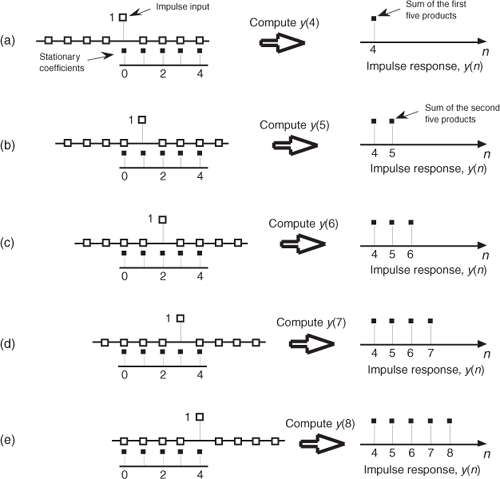 Impulse input
Sum of the first
five products
1
Compute y(4)
(a)
Stationary
coefficients
0 2 4
4
n
Impulse response, y(n)
1
Compute y(5)
Sum of the second
five products
(b)
0 2 4
4 5
n
Impulse response, y(n)
1
Compute y(6)
(c)
0 2 4
4 5 6
n
Impulse response, y(n)
1
Compute y(7)
(d)
0 2 4
4 5 6 7
n
Impulse response, y(n)
1
Compute y(8)
(e)
0 2 4
4 5 6 7 8
n
Impulse response, y(n)